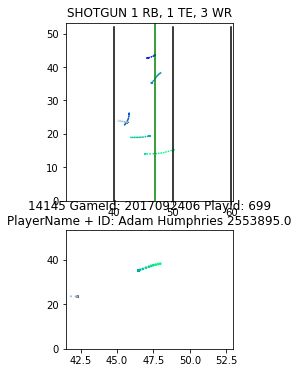 SHOTGUN 1 RB, 1 TE, 3 WR
50
40
30
20
10
0
40 50 60
14145 GameId: 2017092406 PlayId: 699
PlayerName + ID: Adam Humphries 2553895.0
40
20
0
42.5 45.0 47.5 50.0 52.5